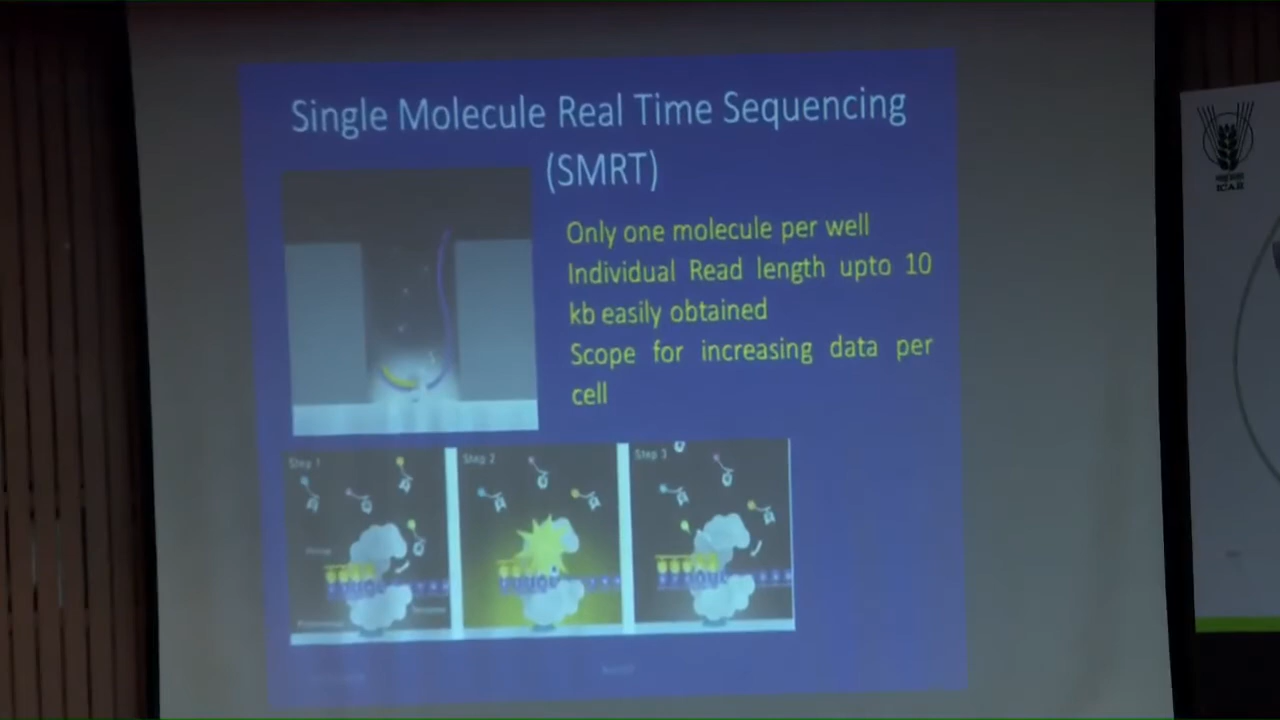 Single Molecule Real Time Sequencing
(SMRT)
Only one molecule per well
Individual Read length upto 10
kb easily obtained
Scope for increasing data per
cell
Step 1
Step 2
Step 3
ICAR